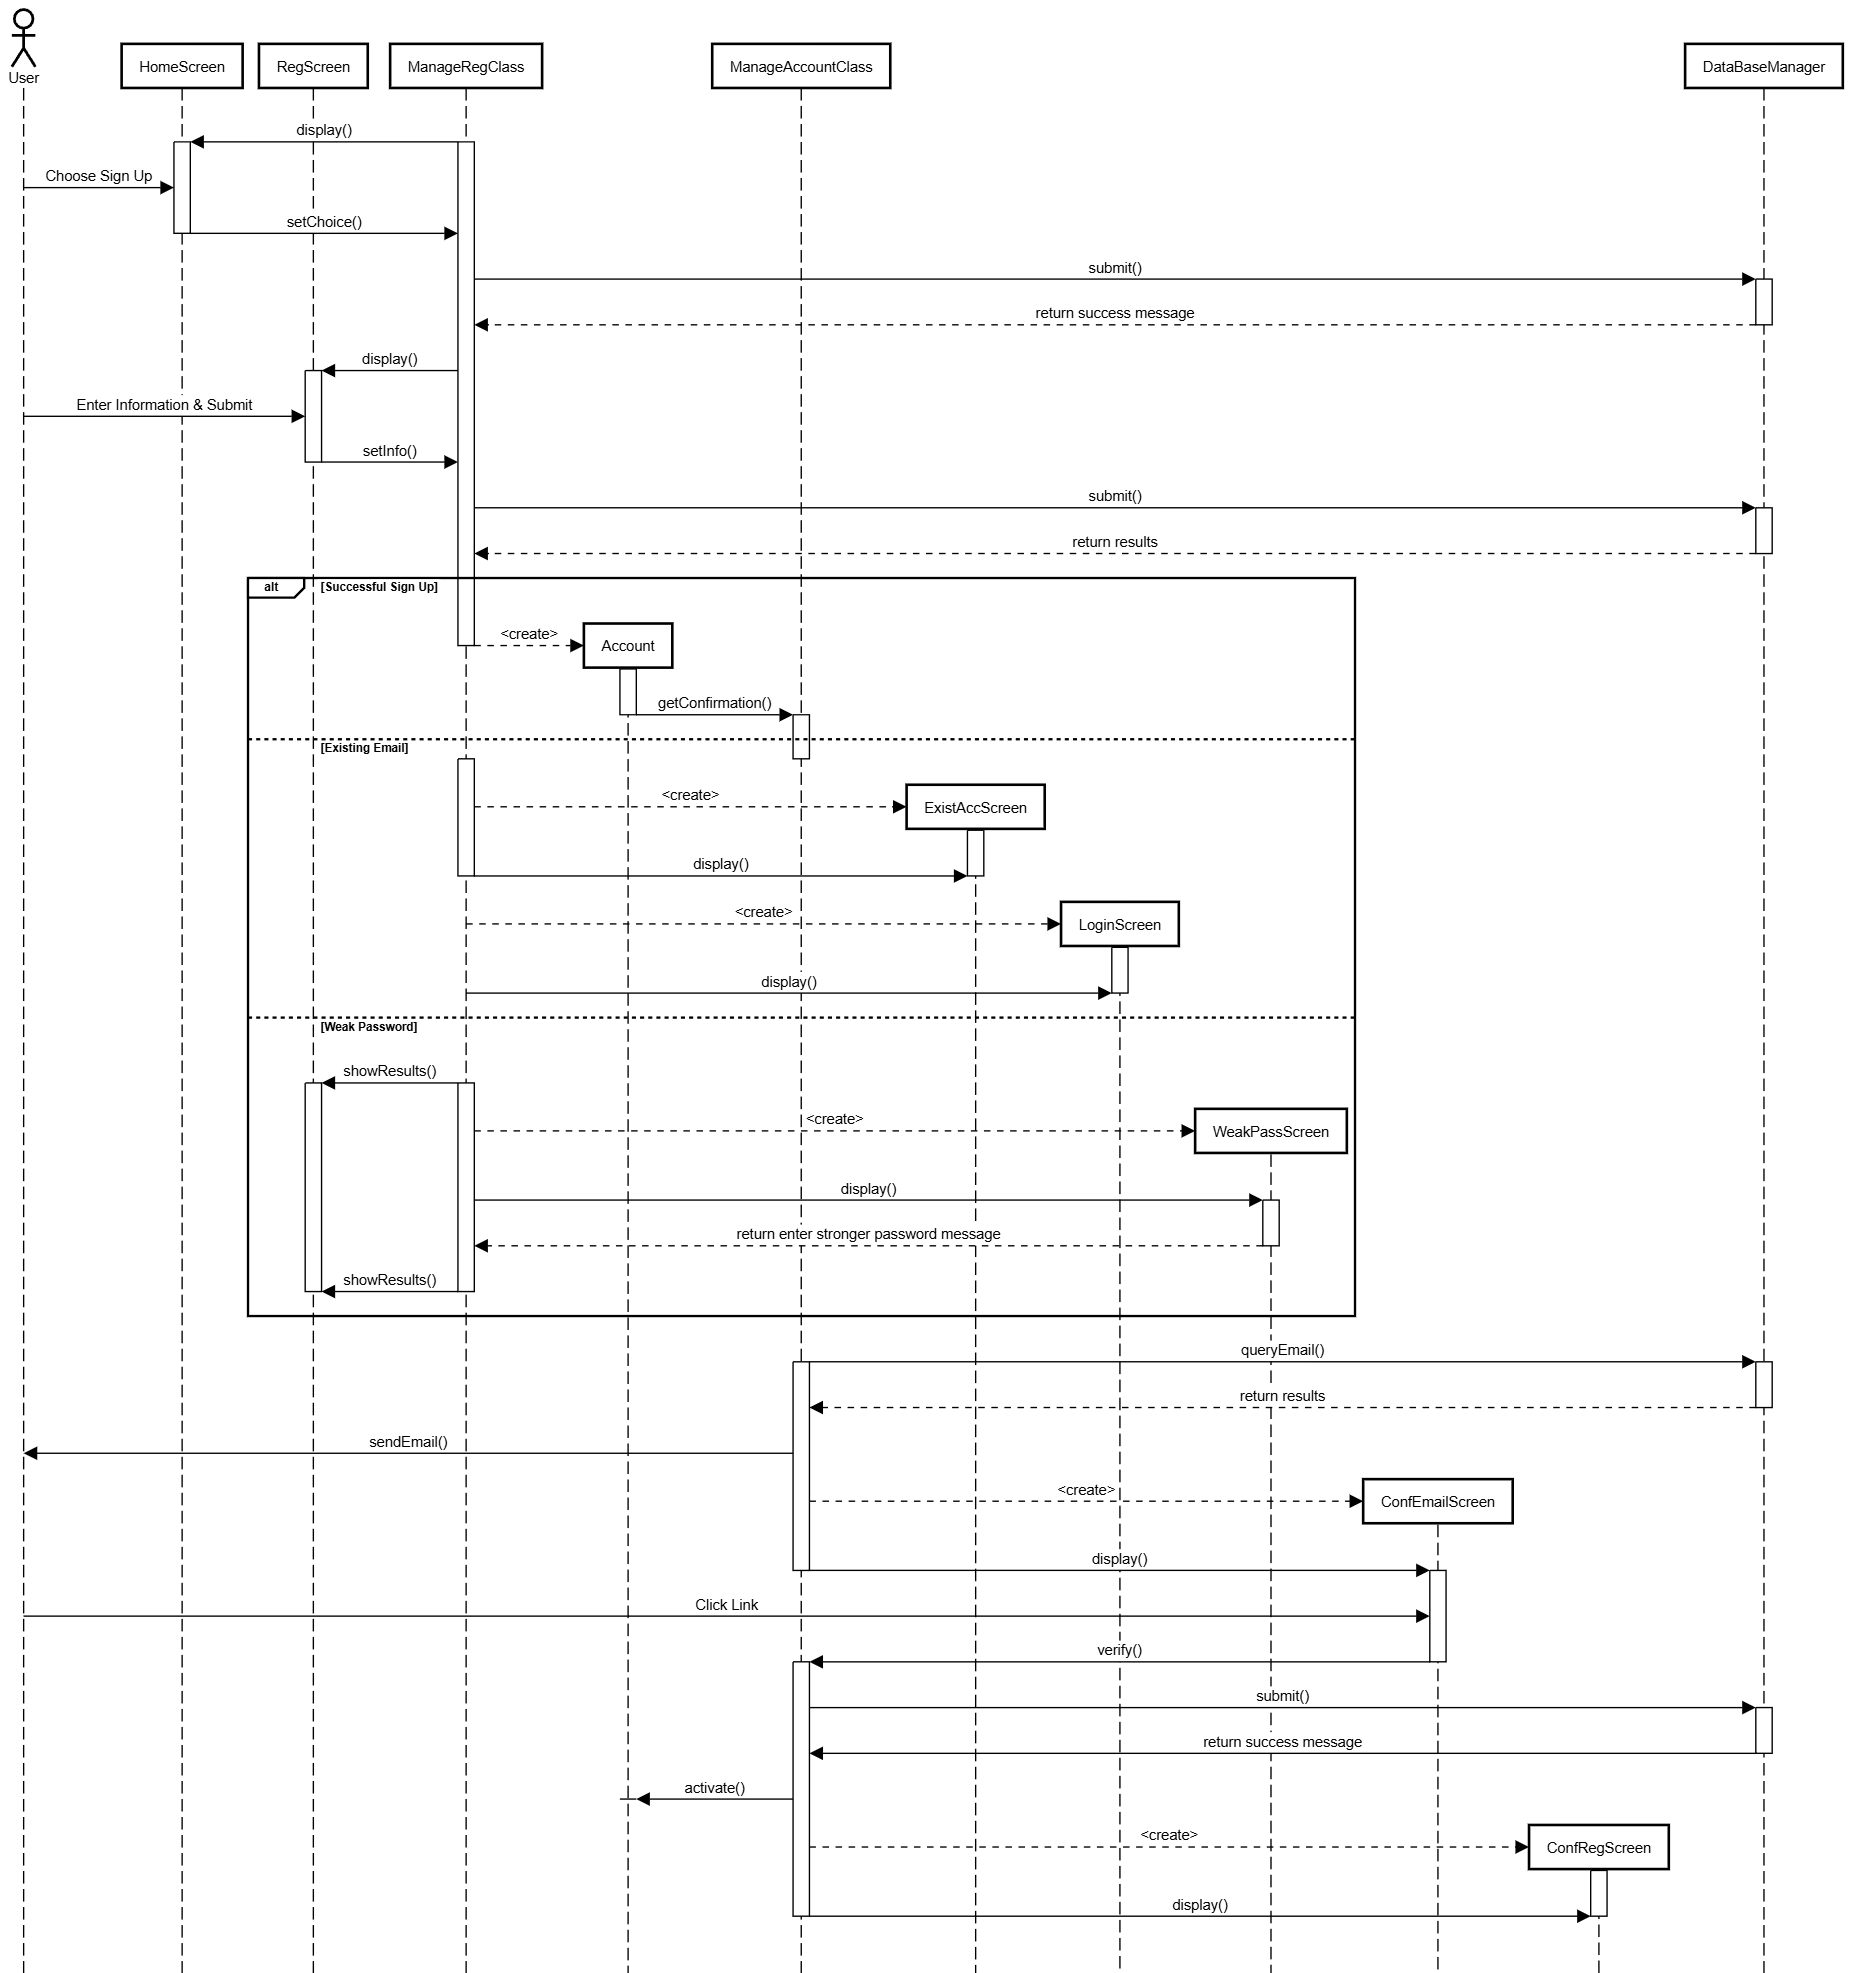 User
HomeScreen
RegScreen
ManageRegClass
ManageAccountClass
DataBaseManager
display()
Choose Sign Up
setChoice()
submit()
return success message
display()
Enter Information & Submit
setInfo()
submit()
return results
alt
[Successful Sign Up]
<create>
Account
getConfirmation()
[Existing Email]
<create>
ExistAccScreen
display()
<create>
LoginScreen
display()
[Weak Password]
showResults()
<create>
WeakPassScreen
display()
return enter stronger password message
showResults()
queryEmail()
return results
sendEmail()
<create>
ConfEmailScreen
display()
Click Link
verify()
submit()
return success message
activate()
<create>
ConfRegScreen
display()